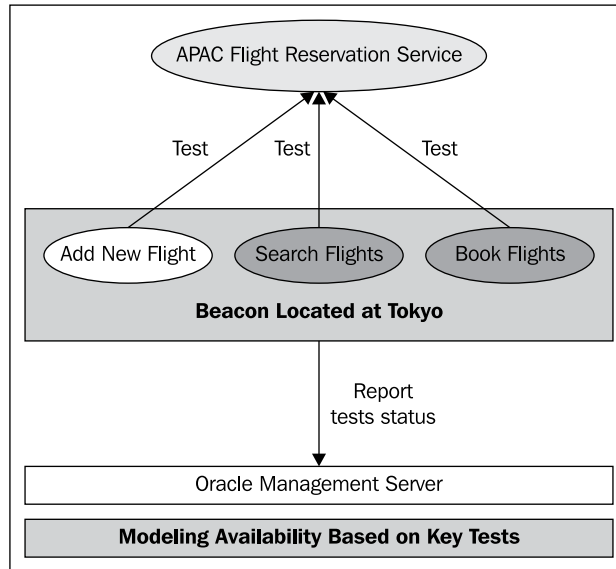 APAC Flight Reservation Service
Test
Test
Test
Add New Flight
Search Flights
Book Flights
Beacon Located at Tokyo
Report
tests status
Oracle Management Server
Modeling Availability Based on Key Tests